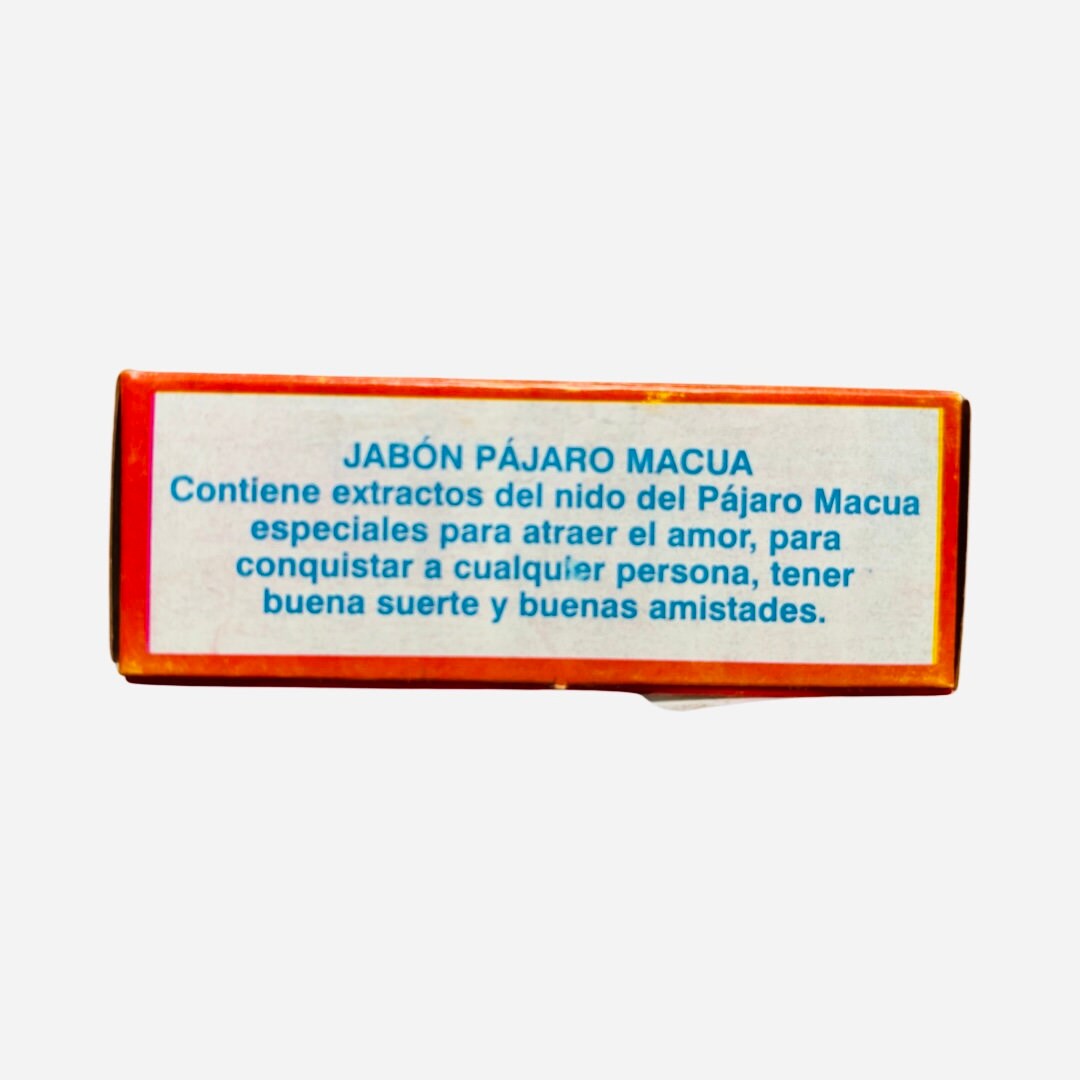 JABÓN PÁJARO MACUA
Contiene extractos del nido del Pájaro Macua
especiales para atraer el amor, para
conquistar a cualquier persona, tener
buena suerte y buenas amistades.